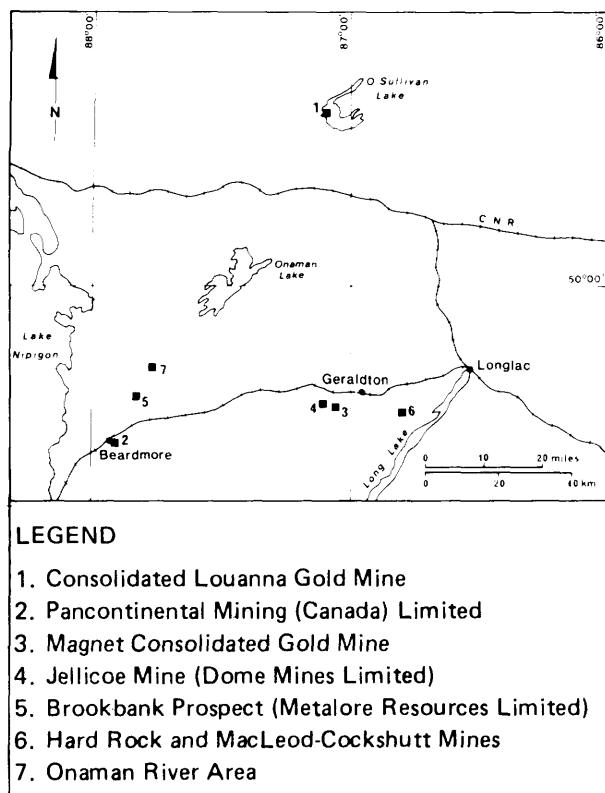 88°00'
87°00'
86°00'
O Sullivan
Lake
1
N
C N R
Onaman
Lake
50°00'
Lake
Nipigon
7
Longlac
Geraldton
5
4
3
6
2
Beardmore
Long Lake
0 10 20 miles
0 20 40 km
LEGEND
1. Consolidated Louanna Gold Mine
2. Pancontinental Mining (Canada) Limited
3. Magnet Consolidated Gold Mine
4. Jellicoe Mine (Dome Mines Limited)
5. Brookbank Prospect (Metalore Resources Limited)
6. Hard Rock and MacLeod-Cockshutt Mines
7. Onaman River Area